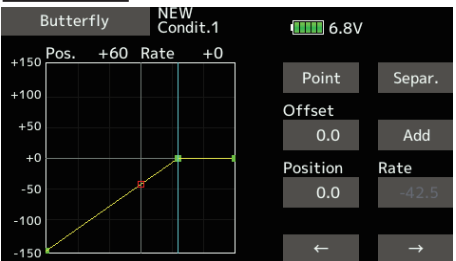 Butterfly
NEW
Condit.1
6.8V
Pos. +60 Rate +0
+150
+100
+50
+0
-50
-100
-150
Point Separ.
Offset
0.0 Add
Position Rate
0.0 -42.5
← →